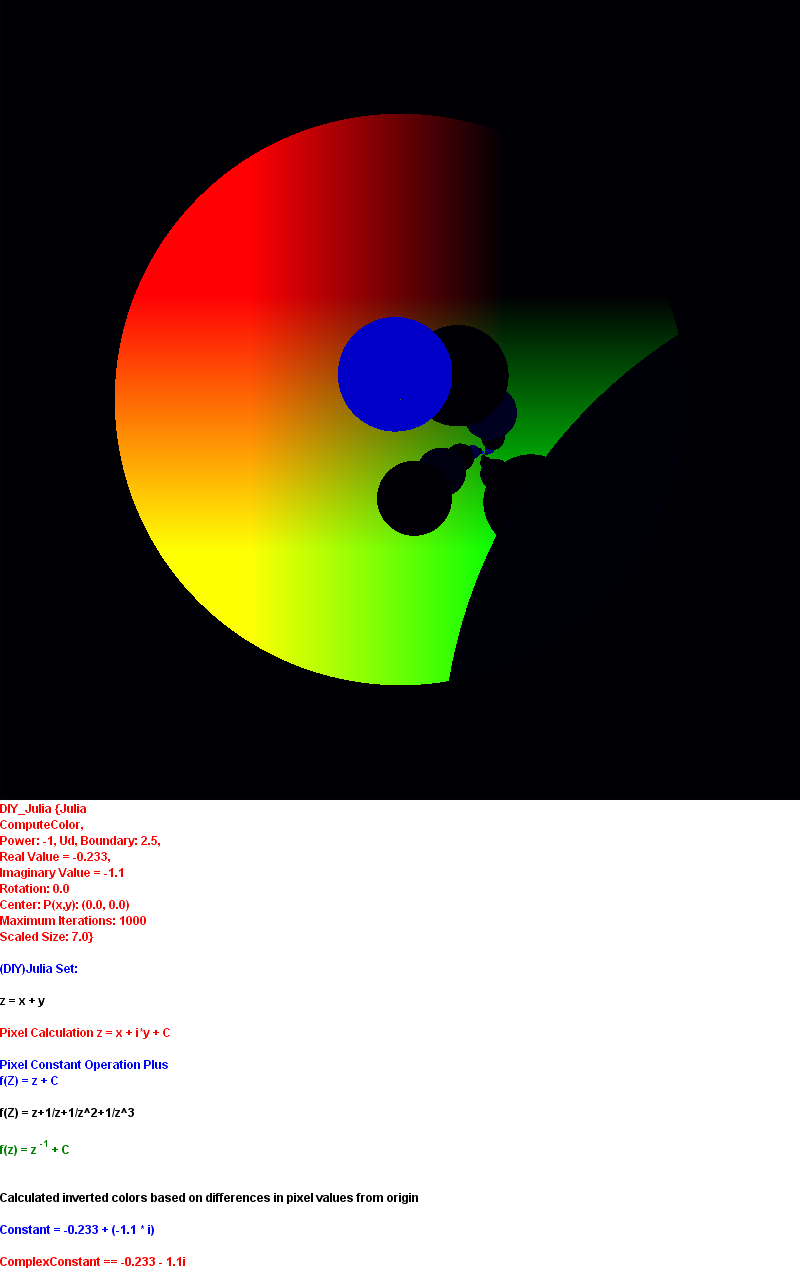 DIY_Julia {Julia
ComputeColor,
Power: -1, Ud, Boundary: 2.5,
Real Value = -0.233,
Imaginary Value = -1.1
Rotation: 0.0
Center: P(x,y): (0.0, 0.0)
Maximum Iterations: 1000
Scaled Size: 7.0}
(DIY)Julia Set:
z = x + y
Pixel Calculation z = x + i*y + C
Pixel Constant Operation Plus
f(Z) = z + C
f(Z) = z+1/z+1/z^2+1/z^3
f(z) = z -1 + C
Calculated inverted colors based on differences in pixel values from origin
Constant = -0.233 + (-1.1 * i)
ComplexConstant == -0.233 - 1.1i